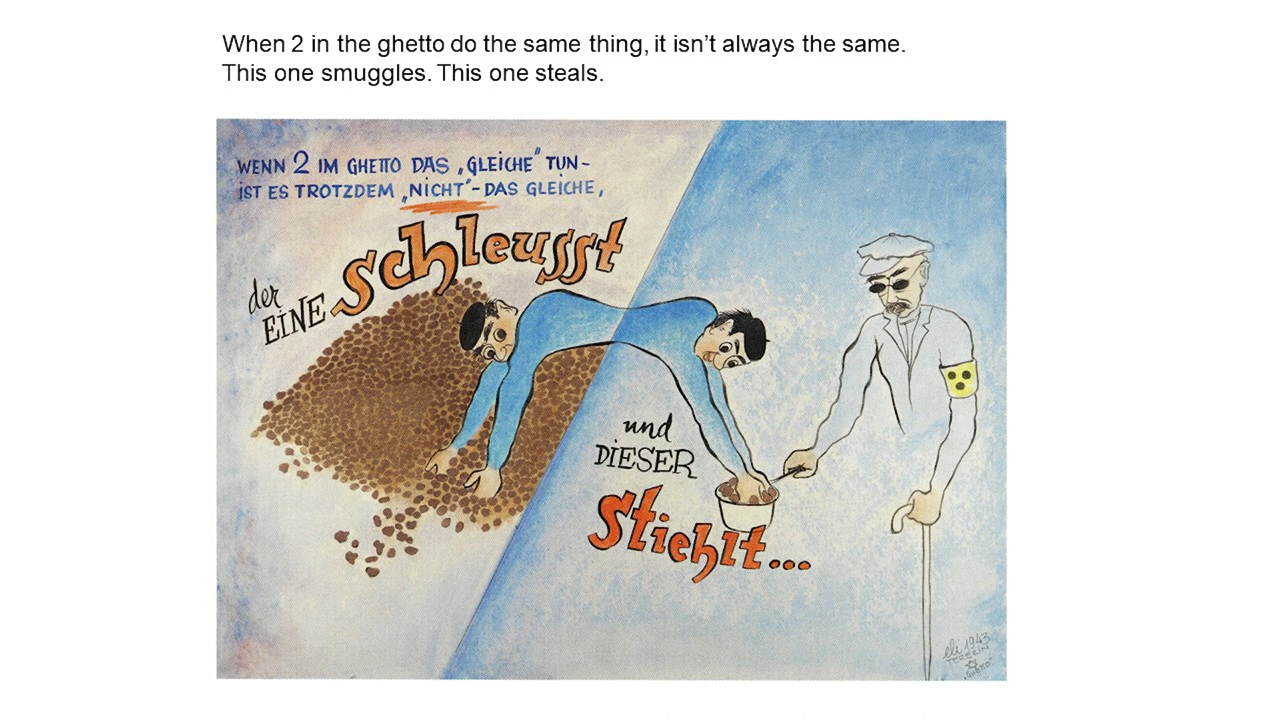 When 2 in the ghetto do the same thing, it isn’t always the same.
This one smuggles. This one steals.
WENN 2 IM GHETTO DAS „GLEICHE“ TUN -
IST ES TROTZDEM „NICHT“ - DAS GLEICHE,
der
EINE schleusst
und
DIESER
Stiehlt...
eli 1943
TEREZIN
„GHETTO“